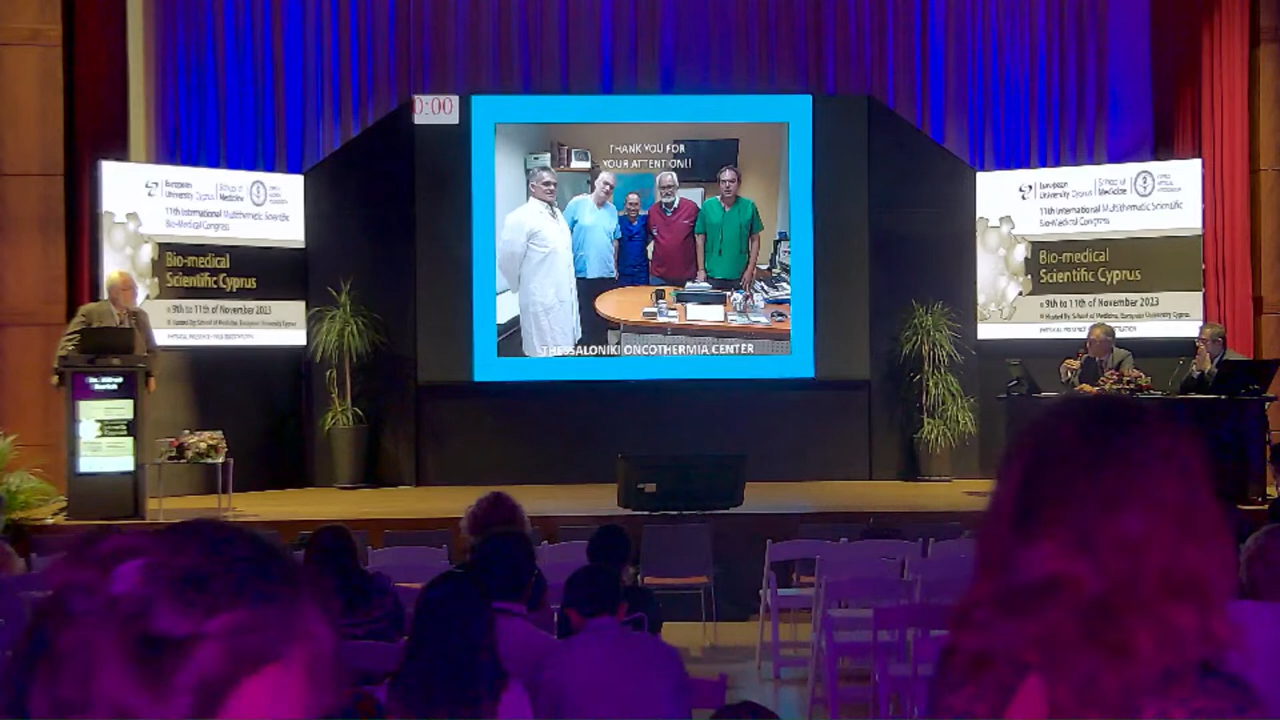 0:00
THANK YOU FOR
YOUR ATTENTION!!
THESSALONIKI ONCOTHERMIA CENTER
European
University Cyprus
School of
Medicine
11th International Multithematic Scientific
Bio-Medical Congress
Bio-medical
Scientific Cyprus
9th to 11th of November 2023
Hosted By: School of Medicine, European University Cyprus
European
University Cyprus
School of
Medicine
CYPRUS
MEDICAL
ASSOCIATION
11th International Multithematic Scientific
Bio-Medical Congress
Bio-medical
Scientific Cyprus
9th to 11th of November 2023
Hosted By: School of Medicine, European University Cyprus